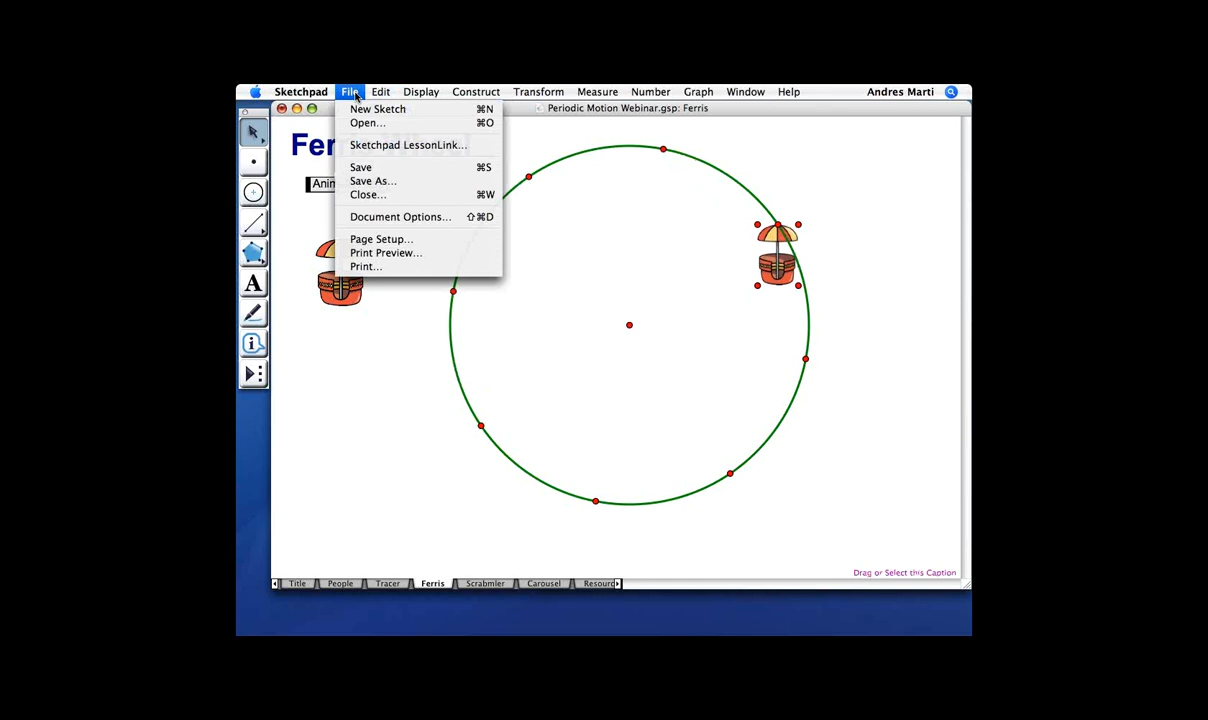 Sketchpad File Edit Display Construct Transform Measure Number Graph Window Help Andres Marti
Periodic Motion Webinar.gsp: Ferris
New Sketch ⌘N
Open... ⌘O
Sketchpad LessonLink...
Save ⌘S
Save As...
Close... ⌘W
Document Options... ⇧⌘D
Page Setup...
Print Preview...
Print...
A
Drag or Select this Caption
Title People Tracer Ferris Scrabmler Carousel Resourc